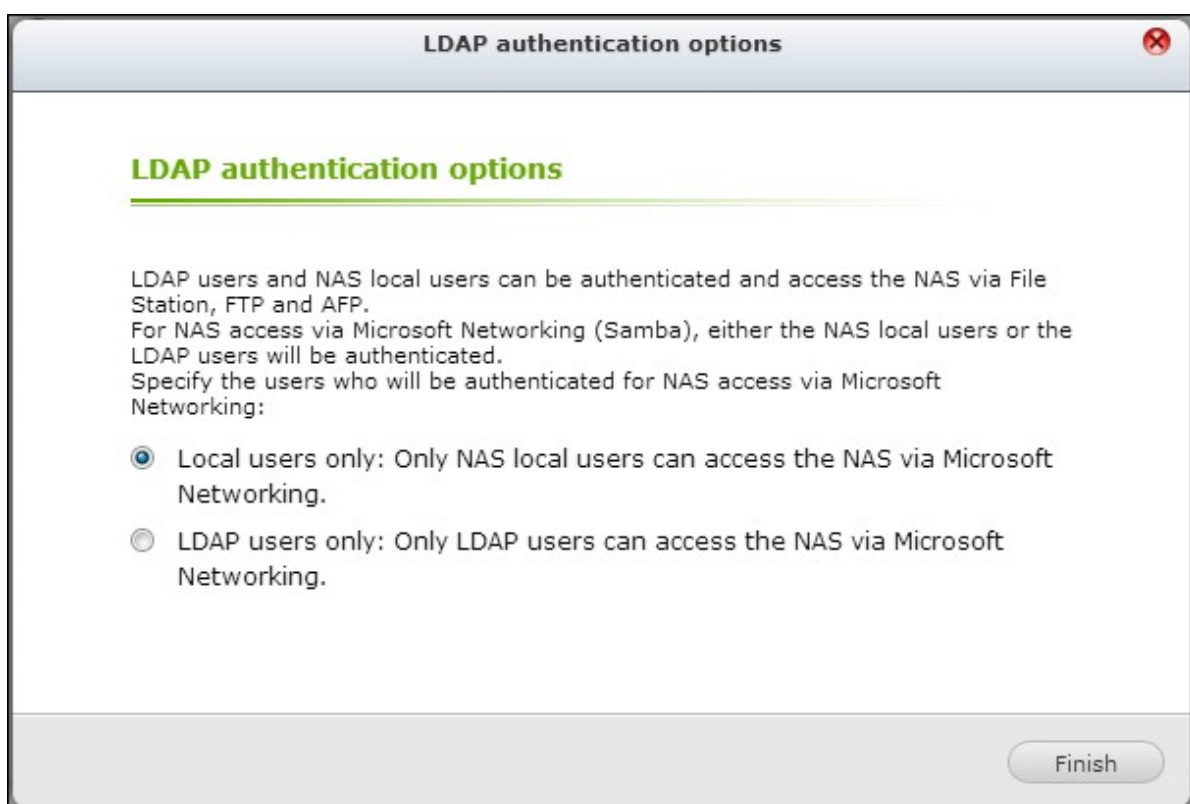 LDAP authentication options
LDAP authentication options
LDAP users and NAS local users can be authenticated and access the NAS via File
Station, FTP and AFP.
For NAS access via Microsoft Networking (Samba), either the NAS local users or the
LDAP users will be authenticated.
Specify the users who will be authenticated for NAS access via Microsoft
Networking:
Local users only: Only NAS local users can access the NAS via Microsoft
Networking.
LDAP users only: Only LDAP users can access the NAS via Microsoft
Networking.
Finish